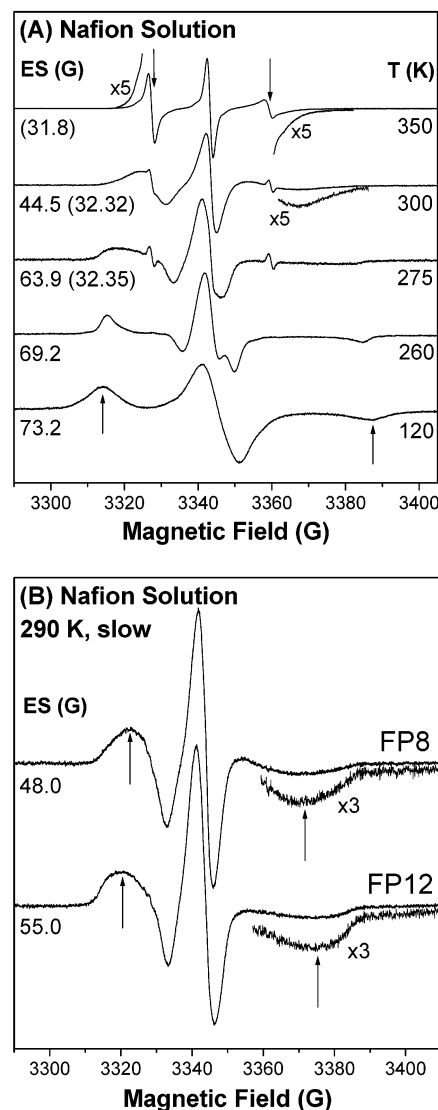 (A) Nafion Solution
ES (G) T (K)
x5
(31.8) x5 350
44.5 (32.32) x5 300
63.9 (32.35) 275
69.2 260
73.2 120
3300 3320 3340 3360 3380 3400
Magnetic Field (G)
(B) Nafion Solution
290 K, slow
ES (G)
FP8
48.0 x3
FP12
55.0 x3
3300 3320 3340 3360 3380 3400
Magnetic Field (G)